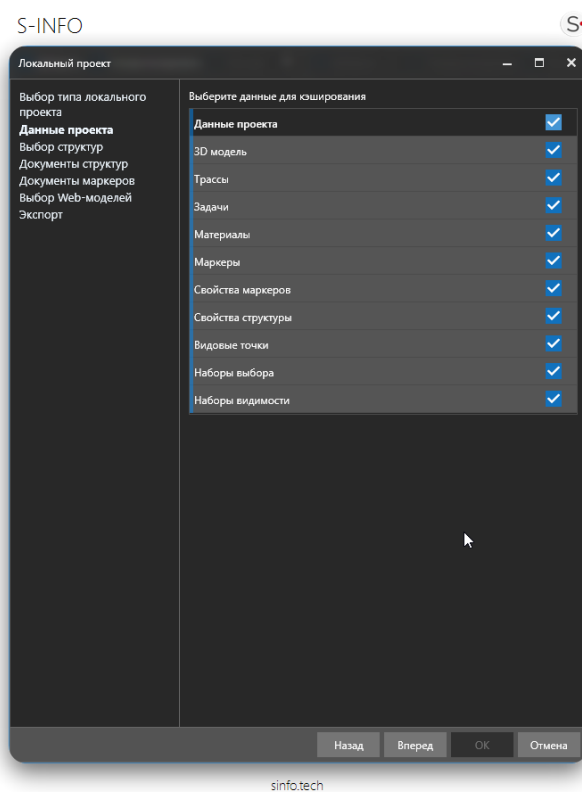 S-INFO
S
Локальный проект
Выбор типа локального
проекта
Данные проекта
Выбор структур
Документы структур
Документы маркеров
Выбор Web-моделей
Экспорт
Выберите данные для кэширования
Данные проекта
3D модель
Трассы
Задачи
Материалы
Маркеры
Свойства маркеров
Свойства структуры
Видовые точки
Наборы выбора
Наборы видимости
Назад
Вперед
ОК
Отмена
sinfo.tech